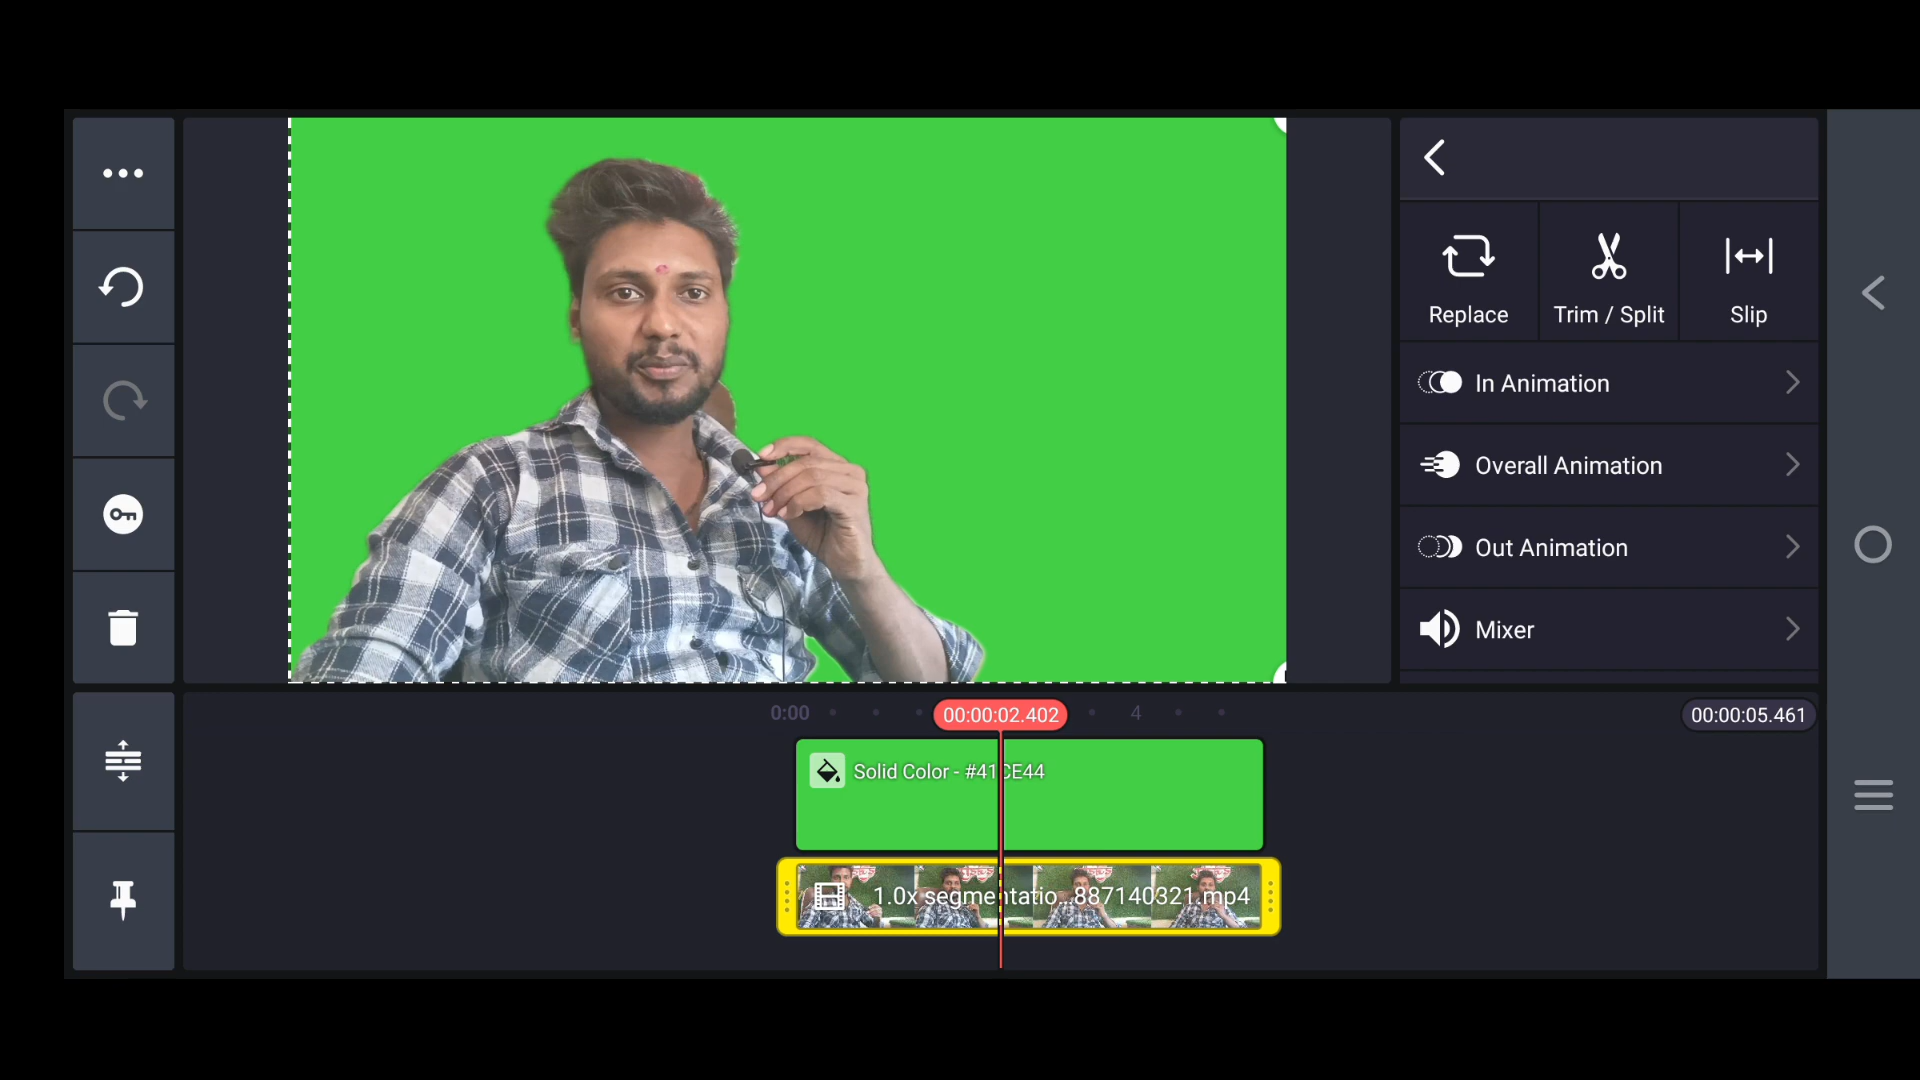 Replace
Trim / Split
Slip
In Animation
Overall Animation
Out Animation
Mixer
0:00
00:00:02.402
4
00:00:05.461
Solid Color - #41CE44
1.0x segmentatio...887140321.mp4